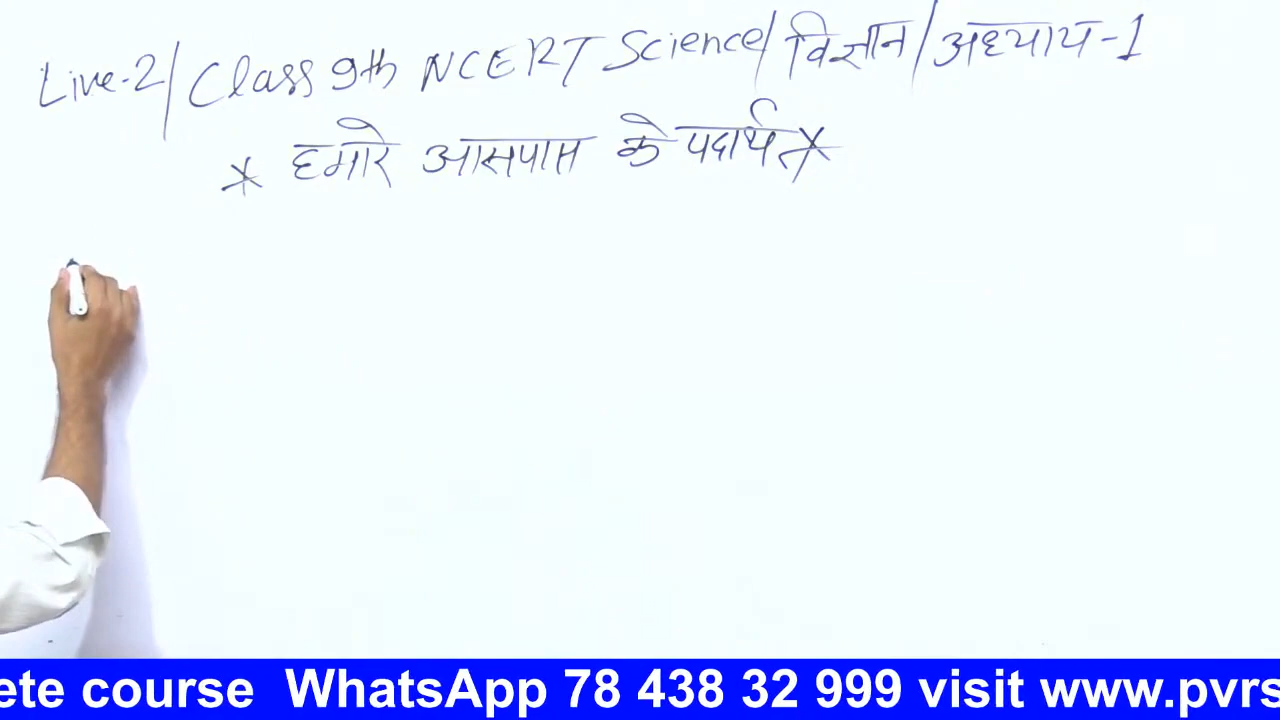 Live-2/Class 9th NCERT Science/विज्ञान/अध्याय-1
* हमारे आसपास के पदार्थ *
ete course WhatsApp 78 438 32 999 visit www.pvrs